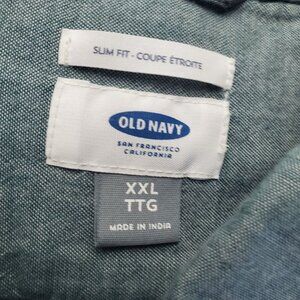 SLIM FIT - COUPE ÉTROITE
OLD NAVY
SAN FRANCISCO
CALIFORNIA
XXL
TTG
MADE IN INDIA